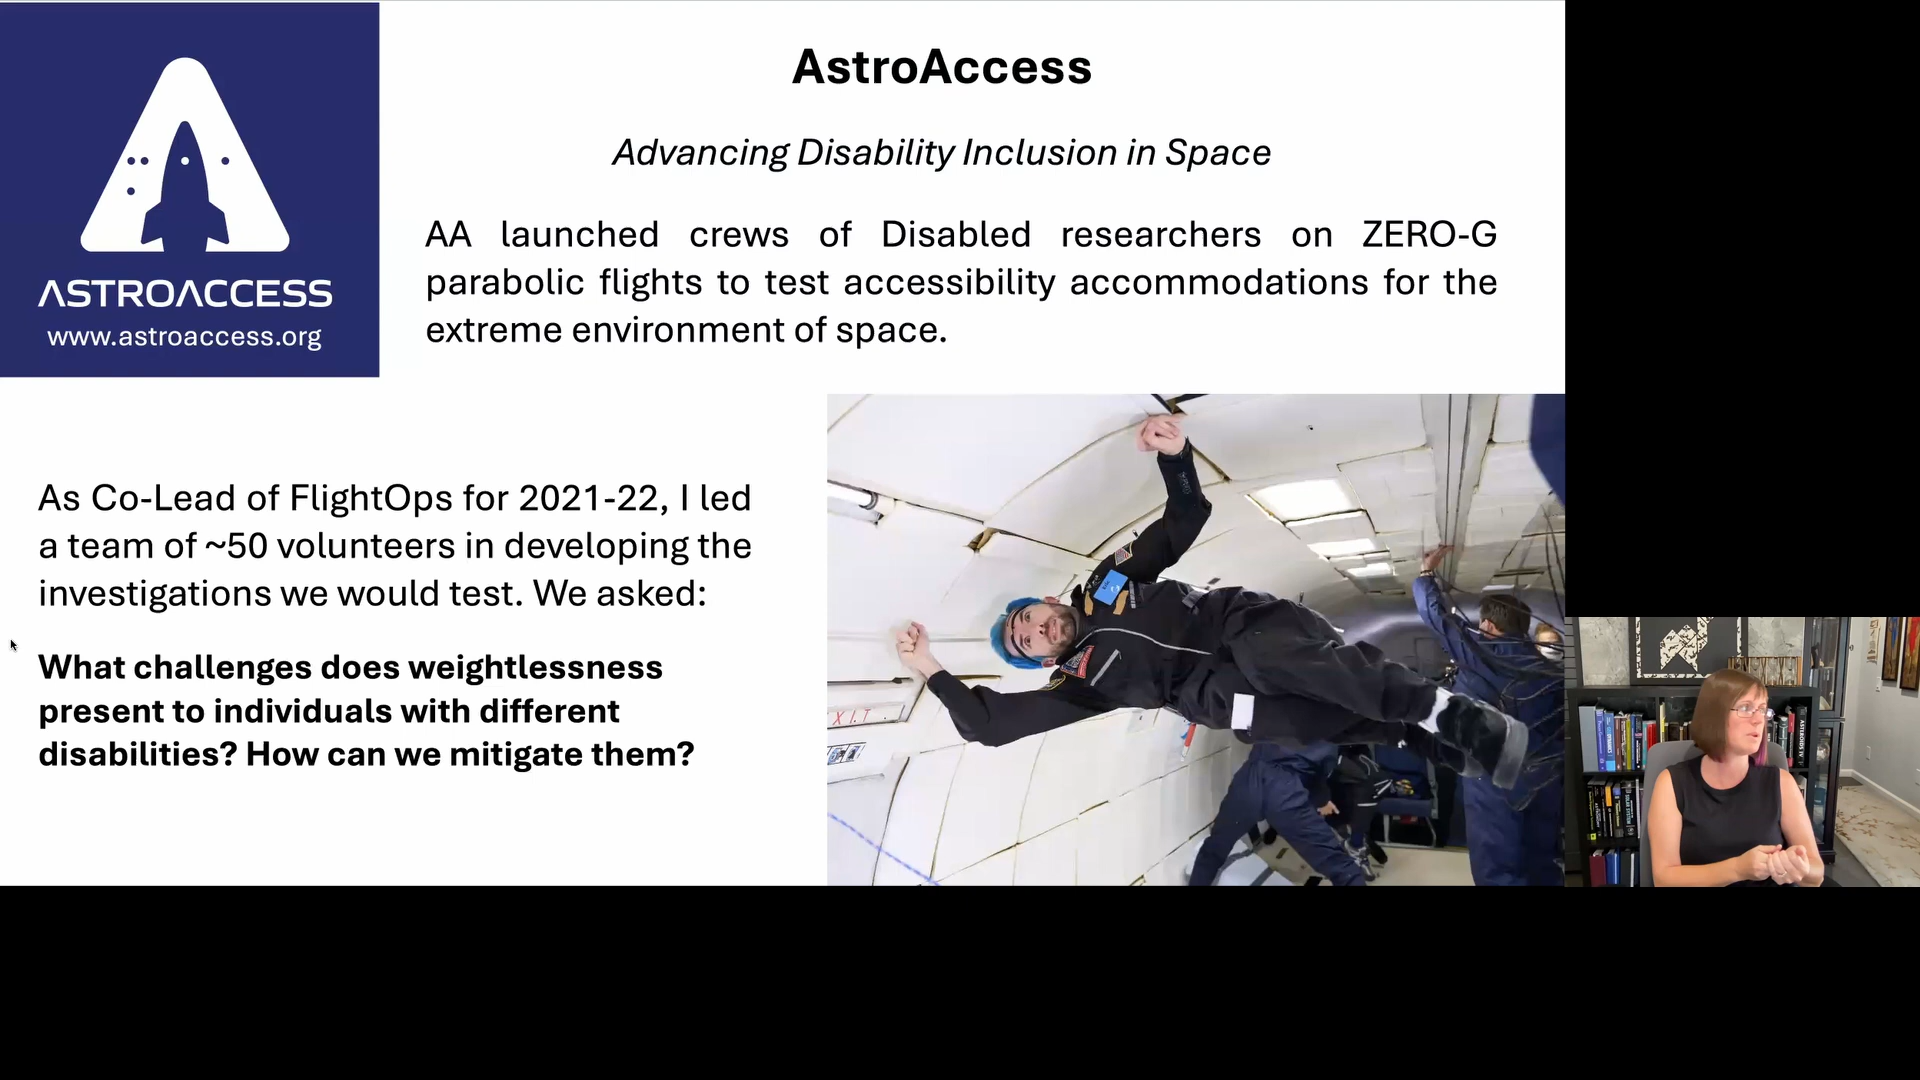 AstroAccess
Advancing Disability Inclusion in Space
AA launched crews of Disabled researchers on ZERO-G
parabolic flights to test accessibility accommodations for the
extreme environment of space.
ASTROACCESS
www.astroaccess.org
As Co-Lead of FlightOps for 2021-22, I led
a team of ~50 volunteers in developing the
investigations we would test. We asked:
What challenges does weightlessness
present to individuals with different
disabilities? How can we mitigate them?
EXIT
ASTEROIDS IV